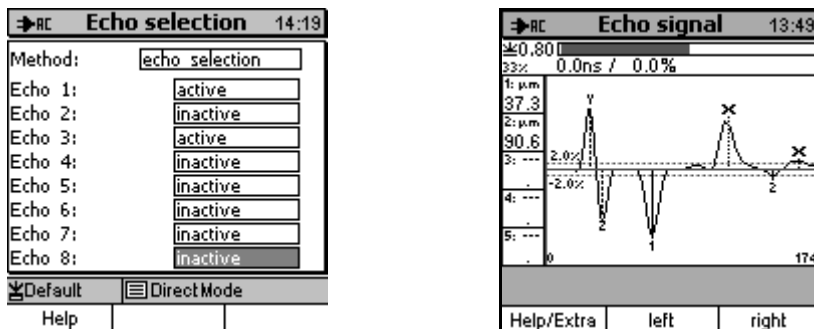 AC Echo selection 14:19
Method: echo selection
Echo 1: active
Echo 2: inactive
Echo 3: active
Echo 4: inactive
Echo 5: inactive
Echo 6: inactive
Echo 7: inactive
Echo 8: inactive
Default DirectMode
Help
AC Echo signal 13:49
0.80
33% 0.0ns / 0.0%
1: µm
37.3
2: µm
90.6
3: ---
.
4: ---
.
5: ---
.
2.0%
-2.0%
2
1
2
0 174
Help/Extra left right